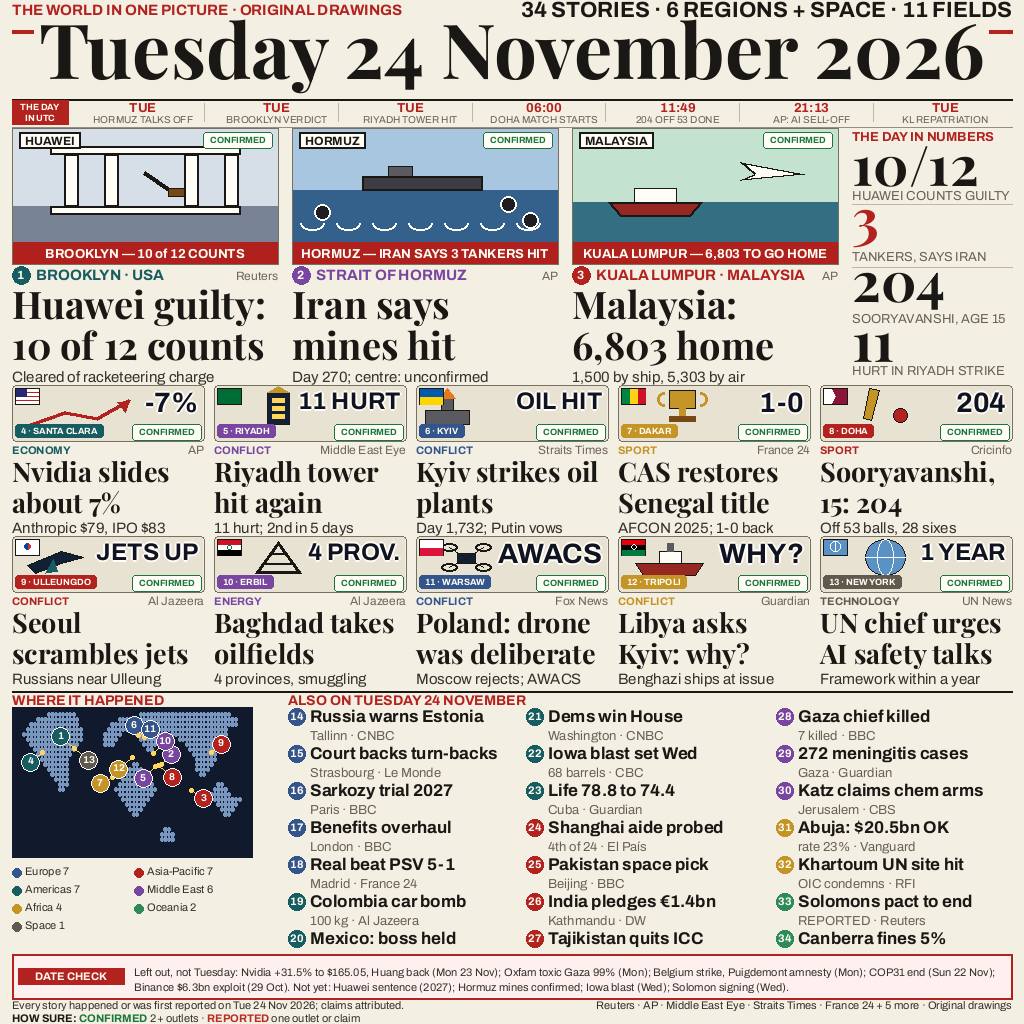 THE WORLD IN ONE PICTURE · ORIGINAL DRAWINGS
34 STORIES · 6 REGIONS + SPACE · 11 FIELDS
Tuesday 24 November 2026
THE DAY
IN UTC
TUE
HORMUZ TALKS OFF
TUE
BROOKLYN VERDICT
TUE
RIYADH TOWER HIT
06:00
DOHA MATCH STARTS
11:49
204 OFF 53 DONE
21:13
AP: AI SELL-OFF
TUE
KL REPATRIATION
HUAWEI
CONFIRMED
BROOKLYN — 10 of 12 COUNTS
1 BROOKLYN · USA
Reuters
Huawei guilty:
10 of 12 counts
Cleared of racketeering charge
HORMUZ
CONFIRMED
HORMUZ — IRAN SAYS 3 TANKERS HIT
2 STRAIT OF HORMUZ
AP
Iran says
mines hit
Day 270; centre: unconfirmed
MALAYSIA
CONFIRMED
KUALA LUMPUR — 6,803 TO GO HOME
3 KUALA LUMPUR · MALAYSIA
AP
Malaysia:
6,803 home
1,500 by ship, 5,303 by air
THE DAY IN NUMBERS
10/12
HUAWEI COUNTS GUILTY
3
TANKERS, SAYS IRAN
204
SOORYAVANSHI, AGE 15
11
HURT IN RIYADH STRIKE
-7%
4 · SANTA CLARA
CONFIRMED
ECONOMY
AP
Nvidia slides
about 7%
Anthropic $79, IPO $83
11 HURT
5 · RIYADH
CONFIRMED
CONFLICT
Middle East Eye
Riyadh tower
hit again
11 hurt; 2nd in 5 days
OIL HIT
6 · KYIV
CONFIRMED
CONFLICT
Straits Times
Kyiv strikes oil
plants
Day 1,732; Putin vows
1-0
7 · DAKAR
CONFIRMED
SPORT
France 24
CAS restores
Senegal title
AFCON 2025; 1-0 back
204
8 · DOHA
CONFIRMED
SPORT
Cricinfo
Sooryavanshi,
15: 204
Off 53 balls, 28 sixes
JETS UP
9 · ULLEUNGDO
CONFIRMED
CONFLICT
Al Jazeera
Seoul
scrambles jets
Russians near Ulleung
4 PROV.
10 · ERBIL
CONFIRMED
ENERGY
Al Jazeera
Baghdad takes
oilfields
4 provinces, smuggling
AWACS
11 · WARSAW
CONFIRMED
CONFLICT
Fox News
Poland: drone
was deliberate
Moscow rejects; AWACS
WHY?
12 · TRIPOLI
CONFIRMED
CONFLICT
Guardian
Libya asks
Kyiv: why?
Benghazi ships at issue
1 YEAR
13 · NEW YORK
CONFIRMED
TECHNOLOGY
UN News
UN chief urges
AI safety talks
Framework within a year
WHERE IT HAPPENED
6
11
1
10
9
2
4
13
12
5
8
7
3
Europe 7
Asia-Pacific 7
Americas 7
Middle East 6
Africa 4
Oceania 2
Space 1
ALSO ON TUESDAY 24 NOVEMBER
14 Russia warns Estonia
Tallinn · CNBC
15 Court backs turn-backs
Strasbourg · Le Monde
16 Sarkozy trial 2027
Paris · BBC
17 Benefits overhaul
London · BBC
18 Real beat PSV 5-1
Madrid · France 24
19 Colombia car bomb
100 kg · Al Jazeera
20 Mexico: boss held
21 Dems win House
Washington · CNBC
22 Iowa blast set Wed
68 barrels · CBC
23 Life 78.8 to 74.4
Cuba · Guardian
24 Shanghai aide probed
4th of 24 · El País
25 Pakistan space pick
Beijing · BBC
26 India pledges €1.4bn
Kathmandu · DW
27 Tajikistan quits ICC
28 Gaza chief killed
7 killed · BBC
29 272 meningitis cases
Gaza · Guardian
30 Katz claims chem arms
Jerusalem · CBS
31 Abuja: $20.5bn OK
rate 23% · Vanguard
32 Khartoum UN site hit
OIC condemns · RFI
33 Solomons pact to end
REPORTED · Reuters
34 Canberra fines 5%
DATE CHECK
Left out, not Tuesday: Nvidia +31.5% to $165.05, Huang back (Mon 23 Nov); Oxfam toxic Gaza 99% (Mon); Belgium strike, Puigdemont amnesty (Mon); COP31 end (Sun 22 Nov);
Binance $6.3bn exploit (29 Oct). Not yet: Huawei sentence (2027); Hormuz mines confirmed; Iowa blast (Wed); Solomon signing (Wed).
Every story happened or was first reported on Tue 24 Nov 2026; claims attributed.
Reuters · AP · Middle East Eye · Straits Times · France 24 + 5 more · Original drawings
HOW SURE: CONFIRMED 2+ outlets · REPORTED one outlet or claim